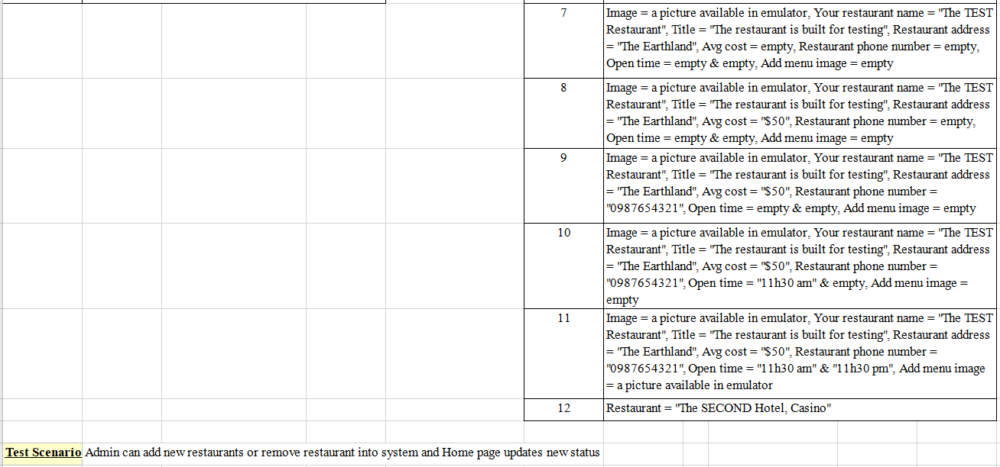 7
Image = a picture available in emulator, Your restaurant name = "The TEST
Restaurant", Title = "The restaurant is built for testing", Restaurant address
= "The Earthland", Avg cost = empty, Restaurant phone number = empty,
Open time = empty & empty, Add menu image = empty
8
Image = a picture available in emulator, Your restaurant name = "The TEST
Restaurant", Title = "The restaurant is built for testing", Restaurant address
= "The Earthland", Avg cost = "$50", Restaurant phone number = empty,
Open time = empty & empty, Add menu image = empty
9
Image = a picture available in emulator, Your restaurant name = "The TEST
Restaurant", Title = "The restaurant is built for testing", Restaurant address
= "The Earthland", Avg cost = "$50", Restaurant phone number =
"0987654321", Open time = empty & empty, Add menu image = empty
10
Image = a picture available in emulator, Your restaurant name = "The TEST
Restaurant", Title = "The restaurant is built for testing", Restaurant address
= "The Earthland", Avg cost = "$50", Restaurant phone number =
"0987654321", Open time = "11h30 am" & empty, Add menu image =
empty
11
Image = a picture available in emulator, Your restaurant name = "The TEST
Restaurant", Title = "The restaurant is built for testing", Restaurant address
= "The Earthland", Avg cost = "$50", Restaurant phone number =
"0987654321", Open time = "11h30 am" & "11h30 pm", Add menu image
= a picture available in emulator
12
Restaurant = "The SECOND Hotel, Casino"
Test Scenario Admin can add new restaurants or remove restaurant into system and Home page updates new status